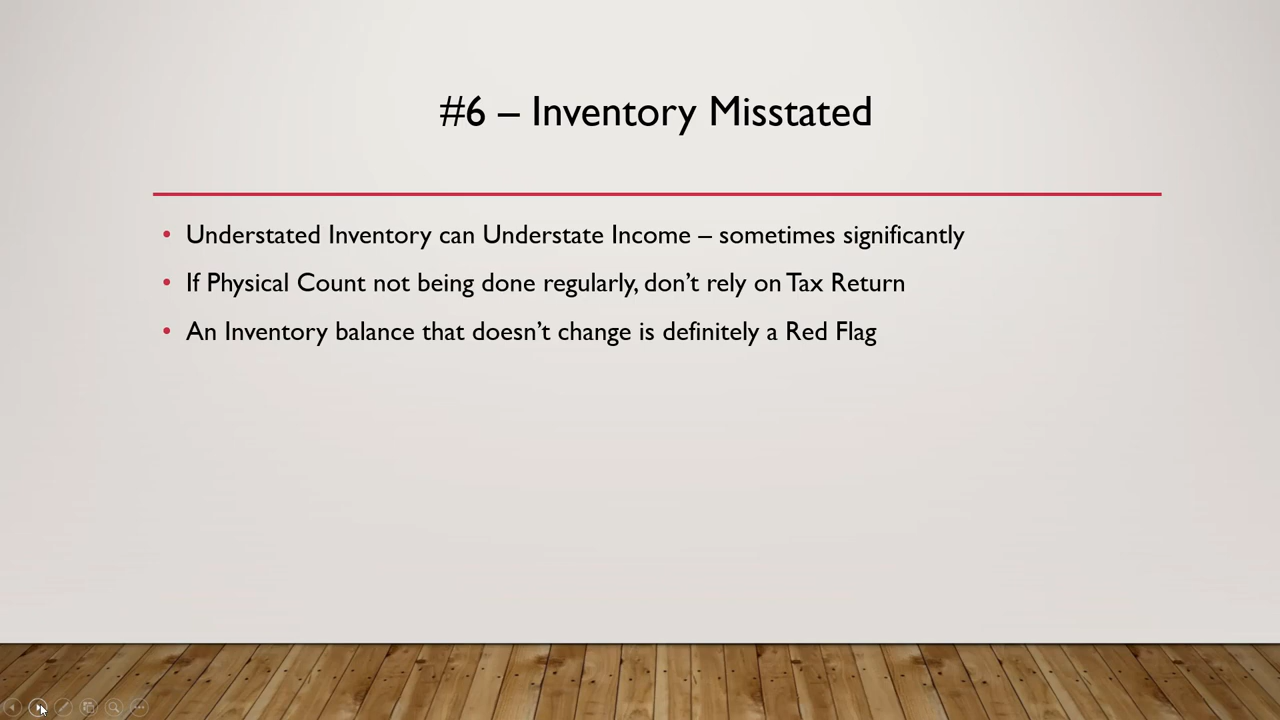 #6 – Inventory Misstated
• Understated Inventory can Understate Income – sometimes significantly
• If Physical Count not being done regularly, don’t rely on Tax Return
• An Inventory balance that doesn’t change is definitely a Red Flag